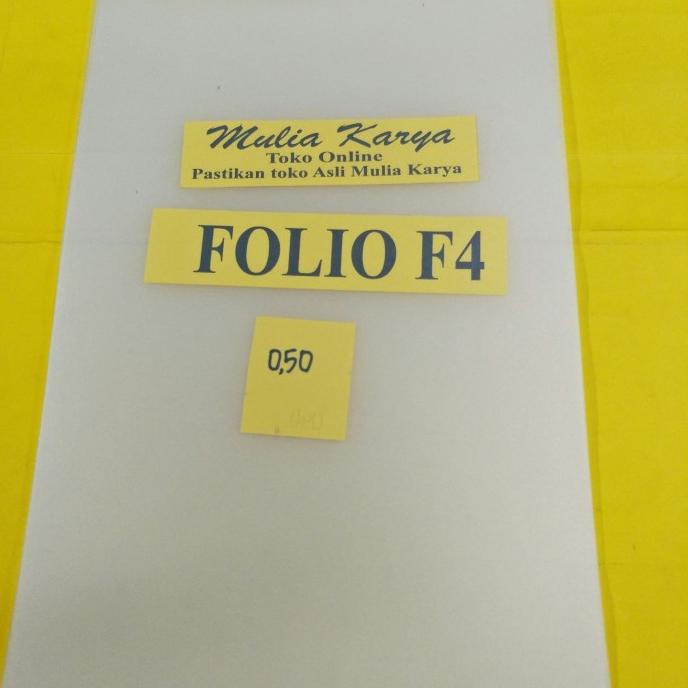 Mulia Karya
Toko Online
Pastikan toko Asli Mulia Karya
FOLIO F4
0,50